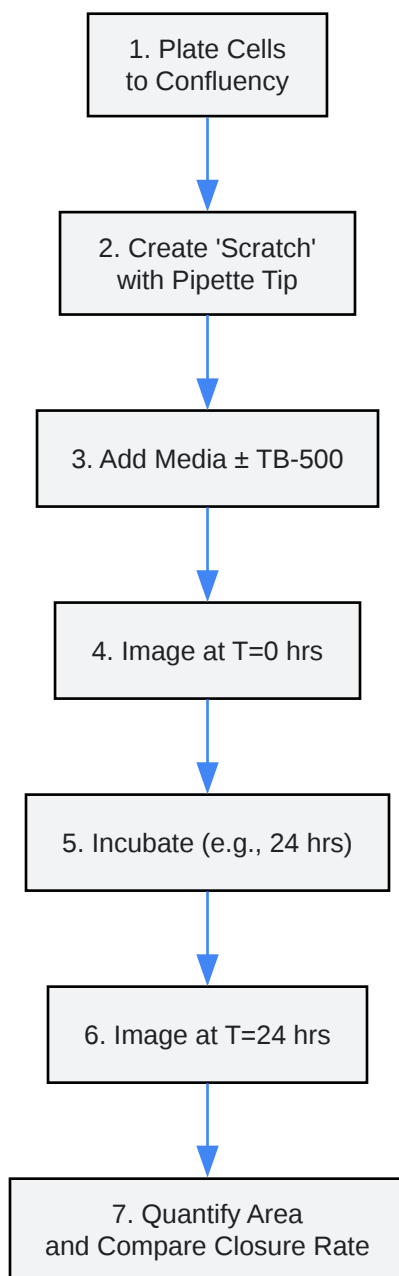 1. Plate Cells
to Confluency
2. Create 'Scratch'
with Pipette Tip
3. Add Media ± TB-500
4. Image at T=0 hrs
5. Incubate (e.g., 24 hrs)
6. Image at T=24 hrs
7. Quantify Area
and Compare Closure Rate